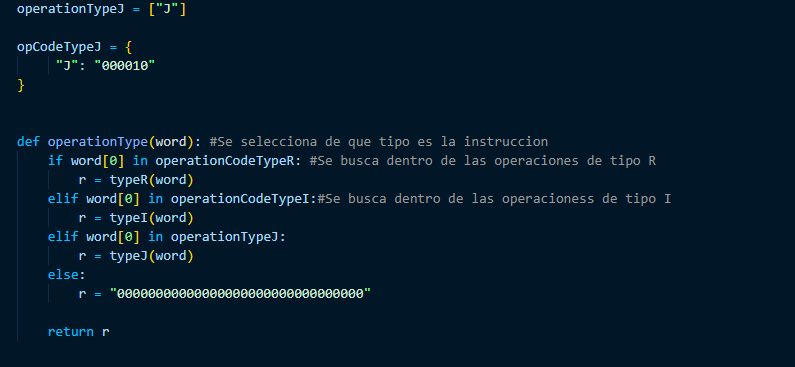 operationTypeJ = ["J"]
opCodeTypeJ = {
"J": "000010"
}
def operationType(word): #Se selecciona de que tipo es la instruccion
if word[0] in operationCodeTypeR: #Se busca dentro de las operaciones de tipo R
r = typeR(word)
elif word[0] in operationCodeTypeI:#Se busca dentro de las operacioness de tipo I
r = typeI(word)
elif word[0] in operationTypeJ:
r = typeJ(word)
else:
r = "00000000000000000000000000000000"
return r